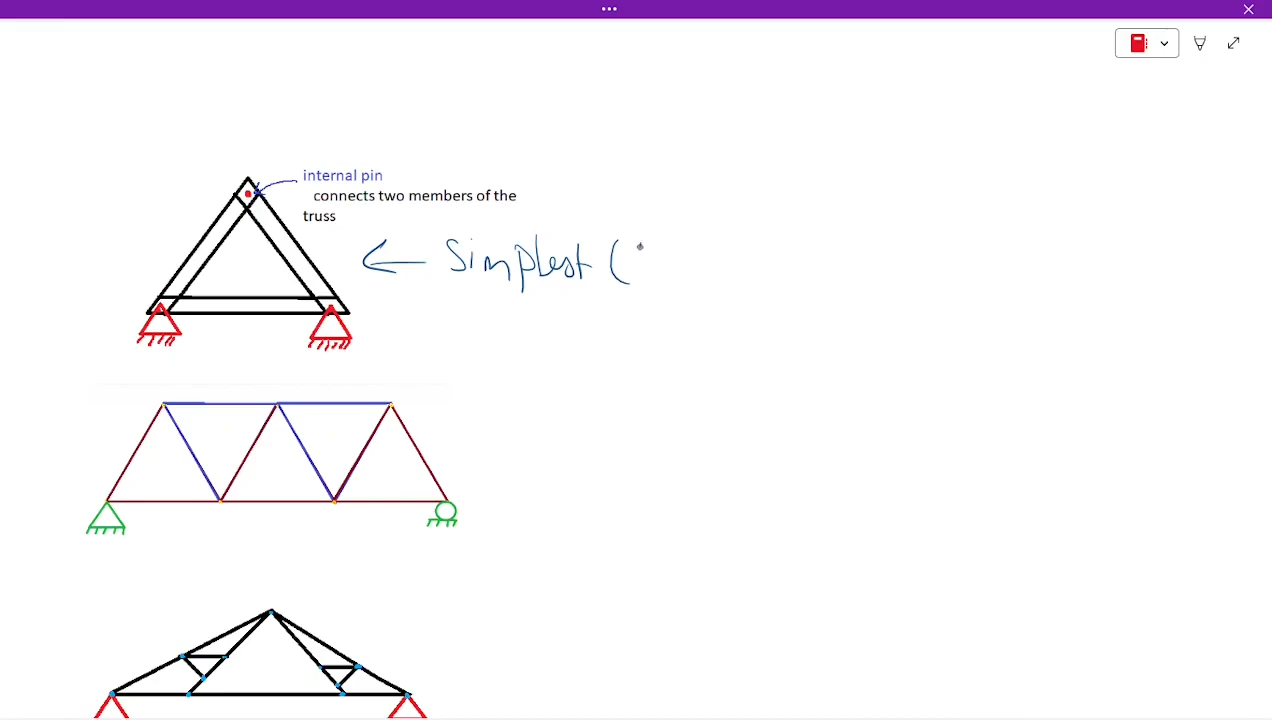 internal pin
connects two members of the
truss
← Simplest (